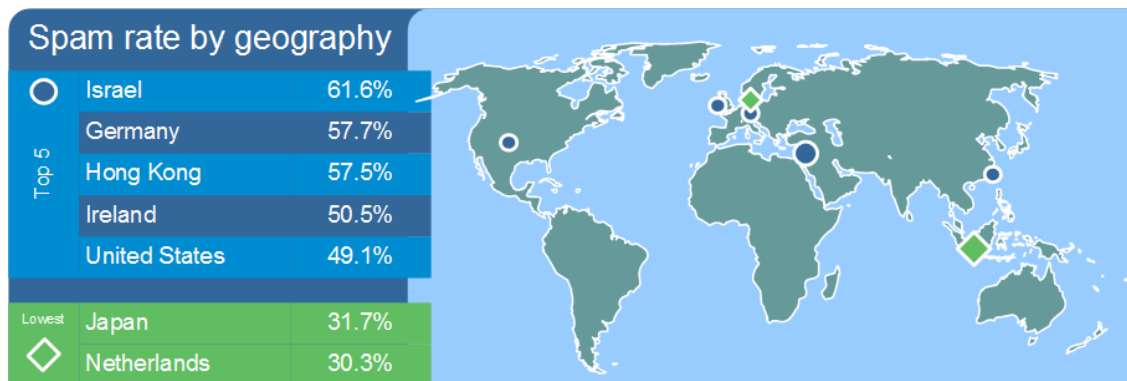 Spam rate by geography
Israel 61.6%
Germany 57.7%
Hong Kong 57.5%
Ireland 50.5%
United States 49.1%
Top 5
Lowest
Japan 31.7%
Netherlands 30.3%